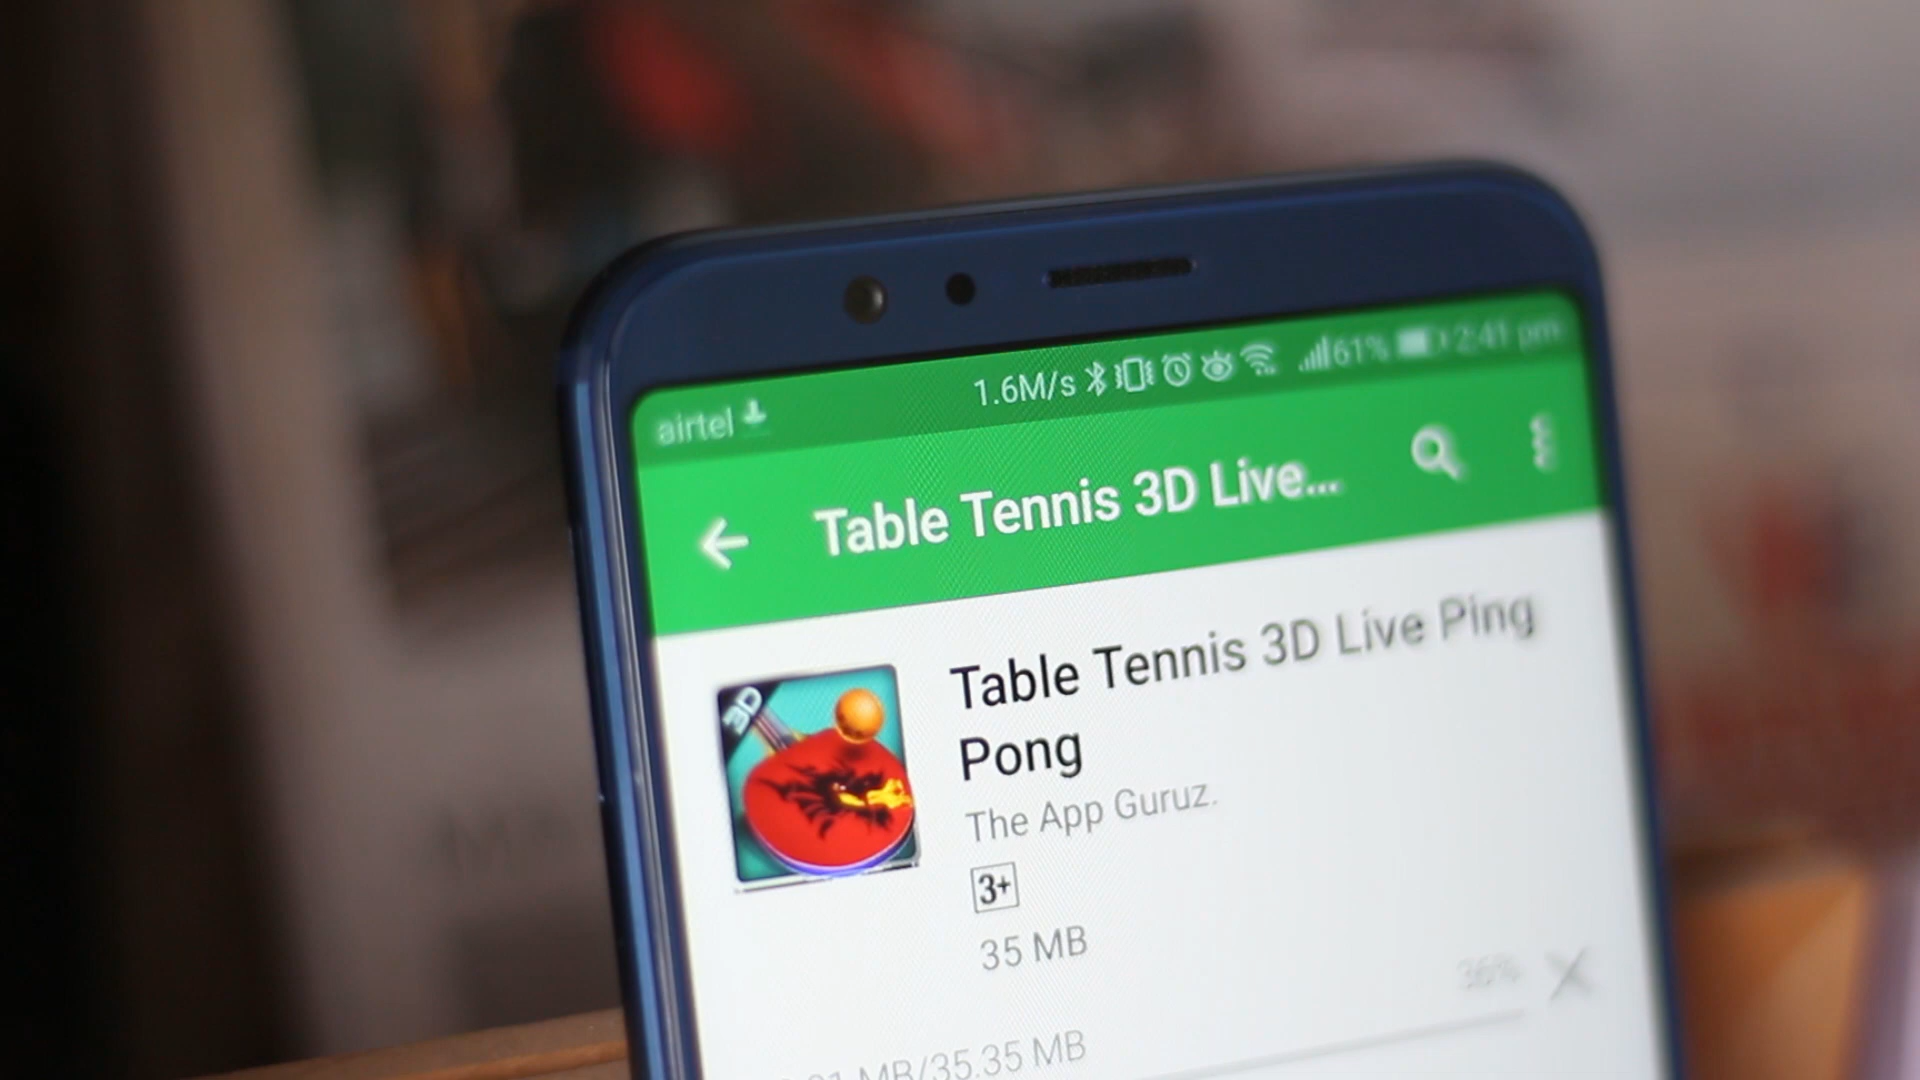 airtel 1.6M/s 61% 2:41 pm
Table Tennis 3D Live...
3D
Table Tennis 3D Live Ping
Pong
The App Guruz.
3+
35 MB
36%
MB/35.35 MB